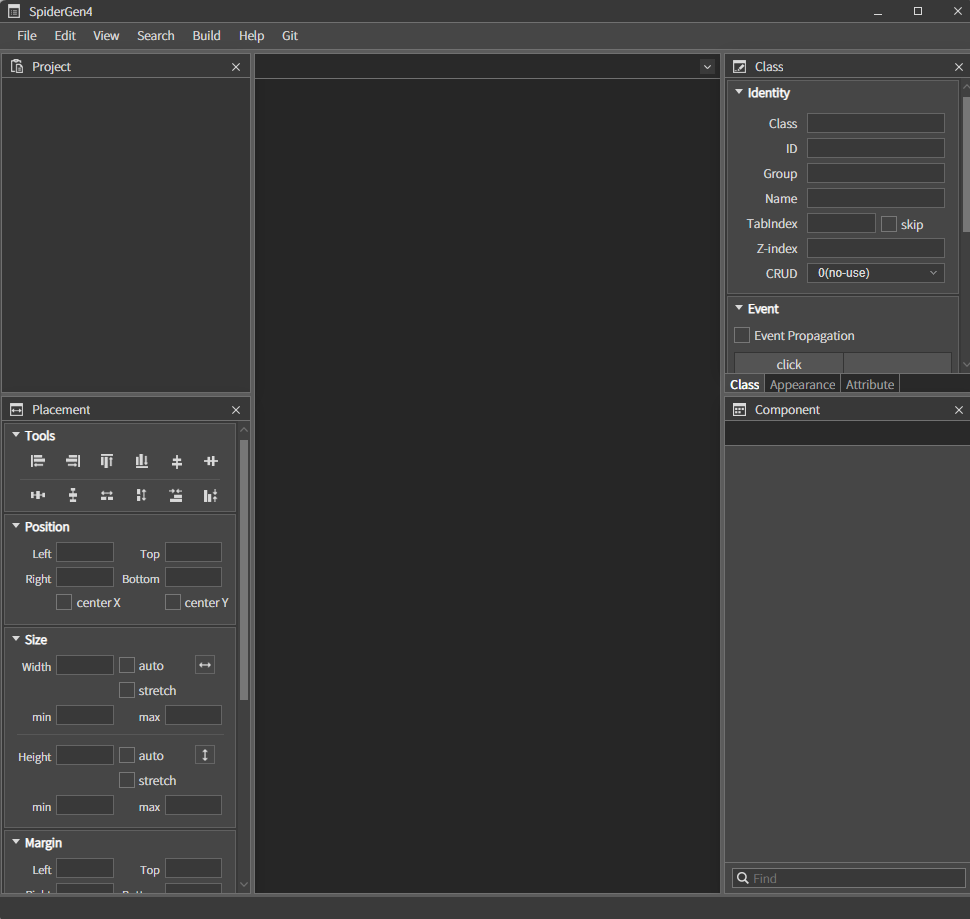 SpiderGen4
File Edit View Search Build Help Git
Project
Placement
Tools
Position
Left Top
Right Bottom
center X center Y
Size
Width auto
stretch
min max
Height auto
stretch
min max
Margin
Left Top
Right Bottom
Class
Identity
Class
ID
Group
Name
TabIndex skip
Z-index
CRUD 0(no-use)
Event
Event Propagation
click
Class Appearance Attribute
Component
Find